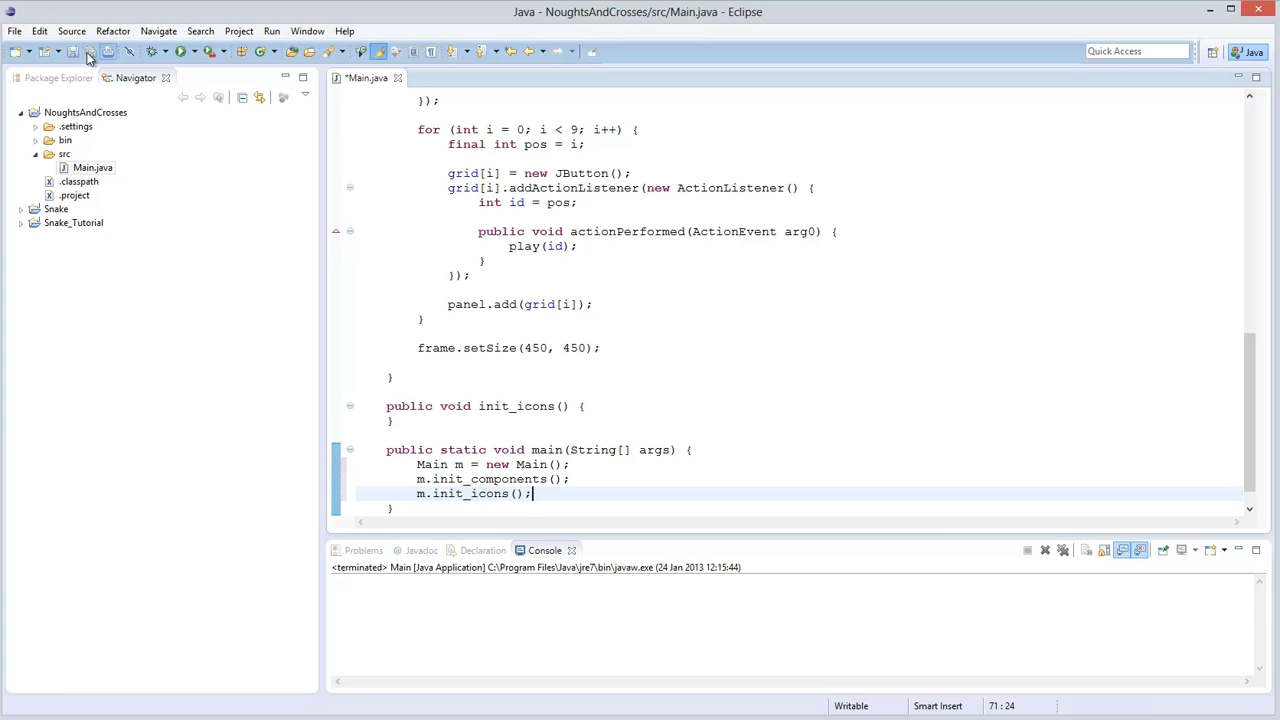 Java - NoughtsAndCrosses/src/Main.java - Eclipse
File Edit Source Refactor Navigate Search Project Run Window Help
Quick Access
Java
Package Explorer
Navigator
*Main.java
NoughtsAndCrosses
.settings
bin
src
Main.java
.classpath
.project
Snake
Snake_Tutorial
});
for (int i = 0; i < 9; i++) {
final int pos = i;
grid[i] = new JButton();
grid[i].addActionListener(new ActionListener() {
int id = pos;
public void actionPerformed(ActionEvent arg0) {
play(id);
}
});
panel.add(grid[i]);
}
frame.setSize(450, 450);
}
public void init_icons() {
}
public static void main(String[] args) {
Main m = new Main();
m.init_components();
m.init_icons();
}
Problems Javadoc Declaration Console
<terminated> Main [Java Application] C:\Program Files\Java\jre7\bin\javaw.exe (24 Jan 2013 12:15:44)
Writable Smart Insert 71 : 24